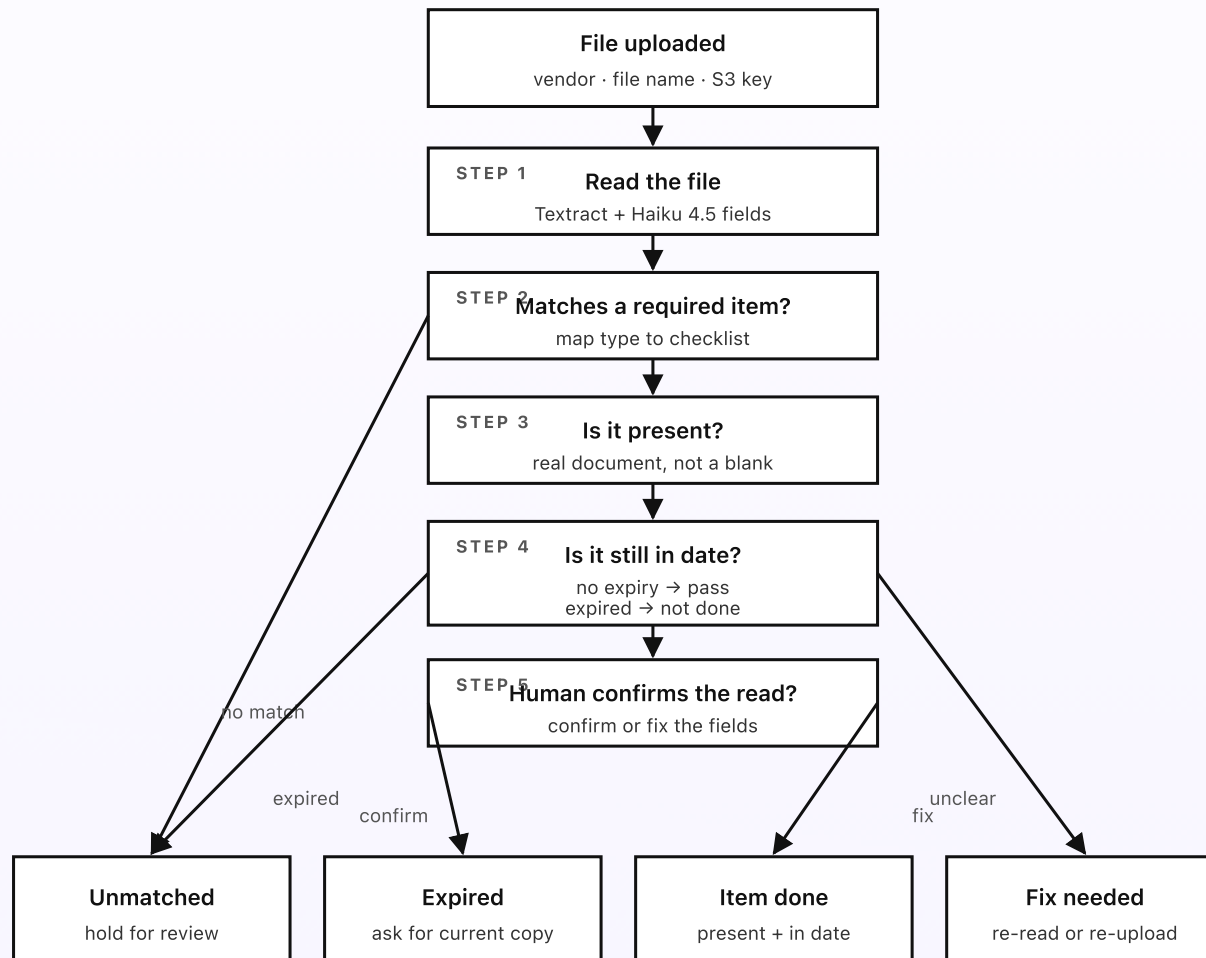 File uploaded
vendor · file name · S3 key
STEP 1
Read the file
Textract + Haiku 4.5 fields
STEP 2
Matches a required item?
map type to checklist
STEP 3
Is it present?
real document, not a blank
STEP 4
Is it still in date?
no expiry → pass
expired → not done
STEP 5
Human confirms the read?
confirm or fix the fields
no match
expired
confirm
unclear
fix
Unmatched
hold for review
Expired
ask for current copy
Item done
present + in date
Fix needed
re-read or re-upload